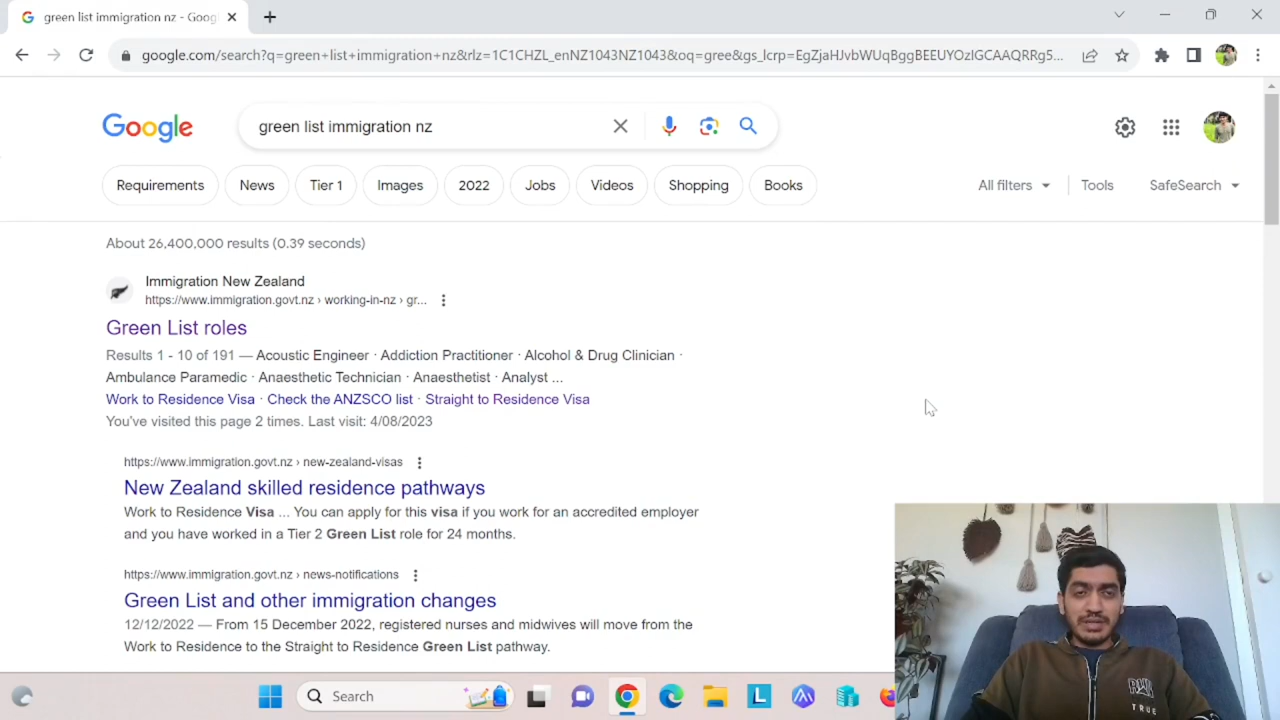 green list immigration nz - Goog
google.com/search?q=green+list+immigration+nz&rlz=1C1CHZL_enNZ1043NZ1043&oq=gree&gs_lcrp=EgZjaHJvbWUqBggBEEUYOzIGCAAQRRg5...
Google
green list immigration nz
Requirements
News
Tier 1
Images
2022
Jobs
Videos
Shopping
Books
All filters
Tools
SafeSearch
About 26,400,000 results (0.39 seconds)
Immigration New Zealand
https://www.immigration.govt.nz › working-in-nz › gr...
Green List roles
Results 1 - 10 of 191 — Acoustic Engineer · Addiction Practitioner · Alcohol & Drug Clinician ·
Ambulance Paramedic · Anaesthetic Technician · Anaesthetist · Analyst ...
Work to Residence Visa · Check the ANZSCO list · Straight to Residence Visa
You've visited this page 2 times. Last visit: 4/08/2023
https://www.immigration.govt.nz › new-zealand-visas
New Zealand skilled residence pathways
Work to Residence Visa ... You can apply for this visa if you work for an accredited employer
and you have worked in a Tier 2 Green List role for 24 months.
https://www.immigration.govt.nz › news-notifications
Green List and other immigration changes
12/12/2022 — From 15 December 2022, registered nurses and midwives will move from the
Work to Residence to the Straight to Residence Green List pathway.
Search
L
TRUE